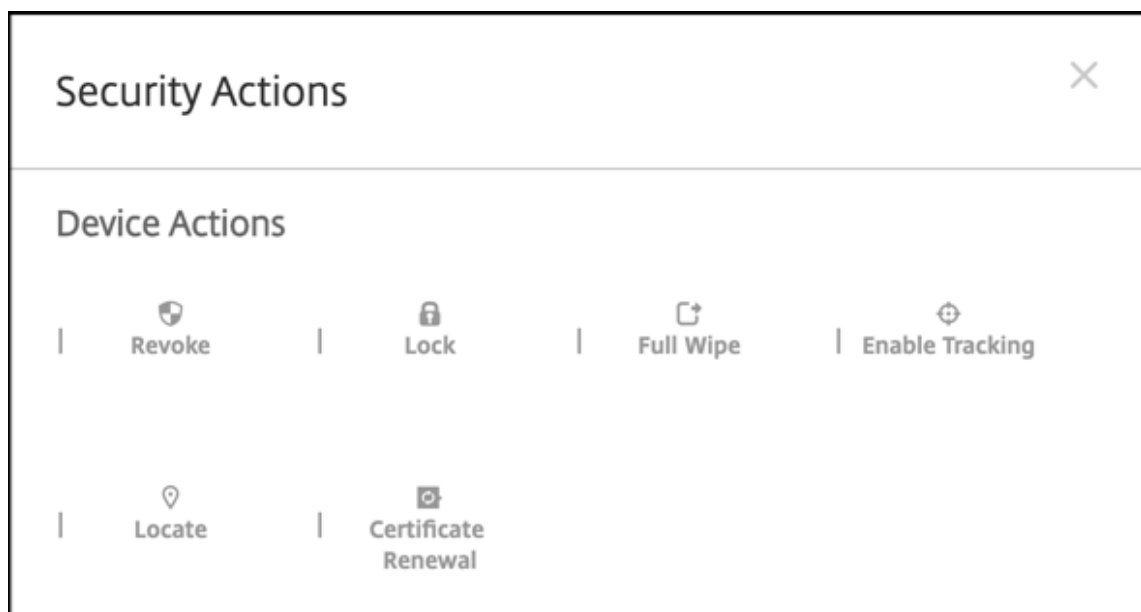 Security Actions
Device Actions
Revoke
Lock
Full Wipe
Enable Tracking
Locate
Certificate
Renewal